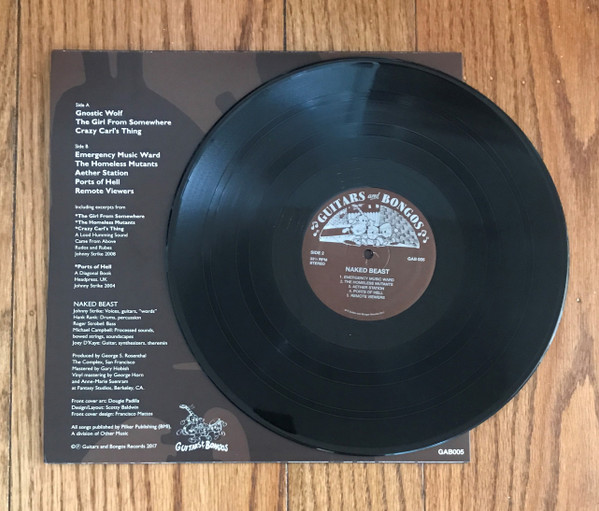 Side A
Gnostic Wolf
The Girl From Somewhere
Crazy Carl's Thing
Side B
Emergency Music Ward
The Homeless Mutants
Aether Station
Ports of Hell
Remote Viewers
Including excerpts from
*The Girl From Somewhere
*The Homeless Mutants
*Crazy Carl's Thing
A Loud Humming Sound
Came From Above
Rudos and Rubes
Johnny Strike 2008
*Ports of Hell
A Diagonal Book
Headpress, UK
Johnny Strike 2004
NAKED BEAST
Johnny Strike: Voices, guitars, "words"
Hank Rank: Drums, percussion
Roger Strobel: Bass
Michael Campbell: Processed sounds,
bowed strings, soundscapes
Joey D'Kaye: Guitar, synthesizers, theremin
Produced by George S. Rosenthal
The Complex, San Francisco
Mastered by Gary Hobish
Vinyl mastering by George Horn
and Anne-Marie Suenram
at Fantasy Studios, Berkeley, CA.
Front cover art: Dougie Padilla
Design/Layout: Scotty Baldwin
Front cover design: Francisco Mattos
All songs published by Pilker Publishing (BMI),
A division of Other Music
©℗ Guitars and Bongos Records 2017
GUITARS & BONGOS
GAB005
GUITARS and BONGOS
SIDE 2
33⅓ RPM
STEREO
GAB 005
NAKED BEAST
1. EMERGENCY MUSIC WARD
2. THE HOMELESS MUTANTS
3. AETHER STATION
4. PORTS OF HELL
5. REMOTE VIEWERS